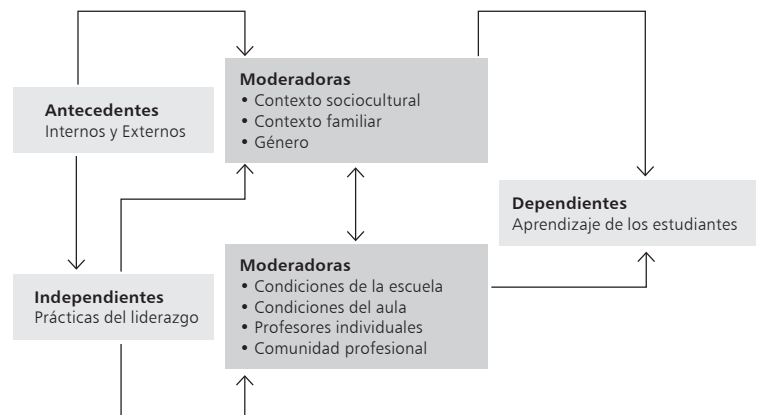 Antecedentes
Internos y Externos
Moderadoras
• Contexto sociocultural
• Contexto familiar
• Género
Dependientes
Aprendizaje de los estudiantes
Independientes
Prácticas del liderazgo
Moderadoras
• Condiciones de la escuela
• Condiciones del aula
• Profesores individuales
• Comunidad profesional